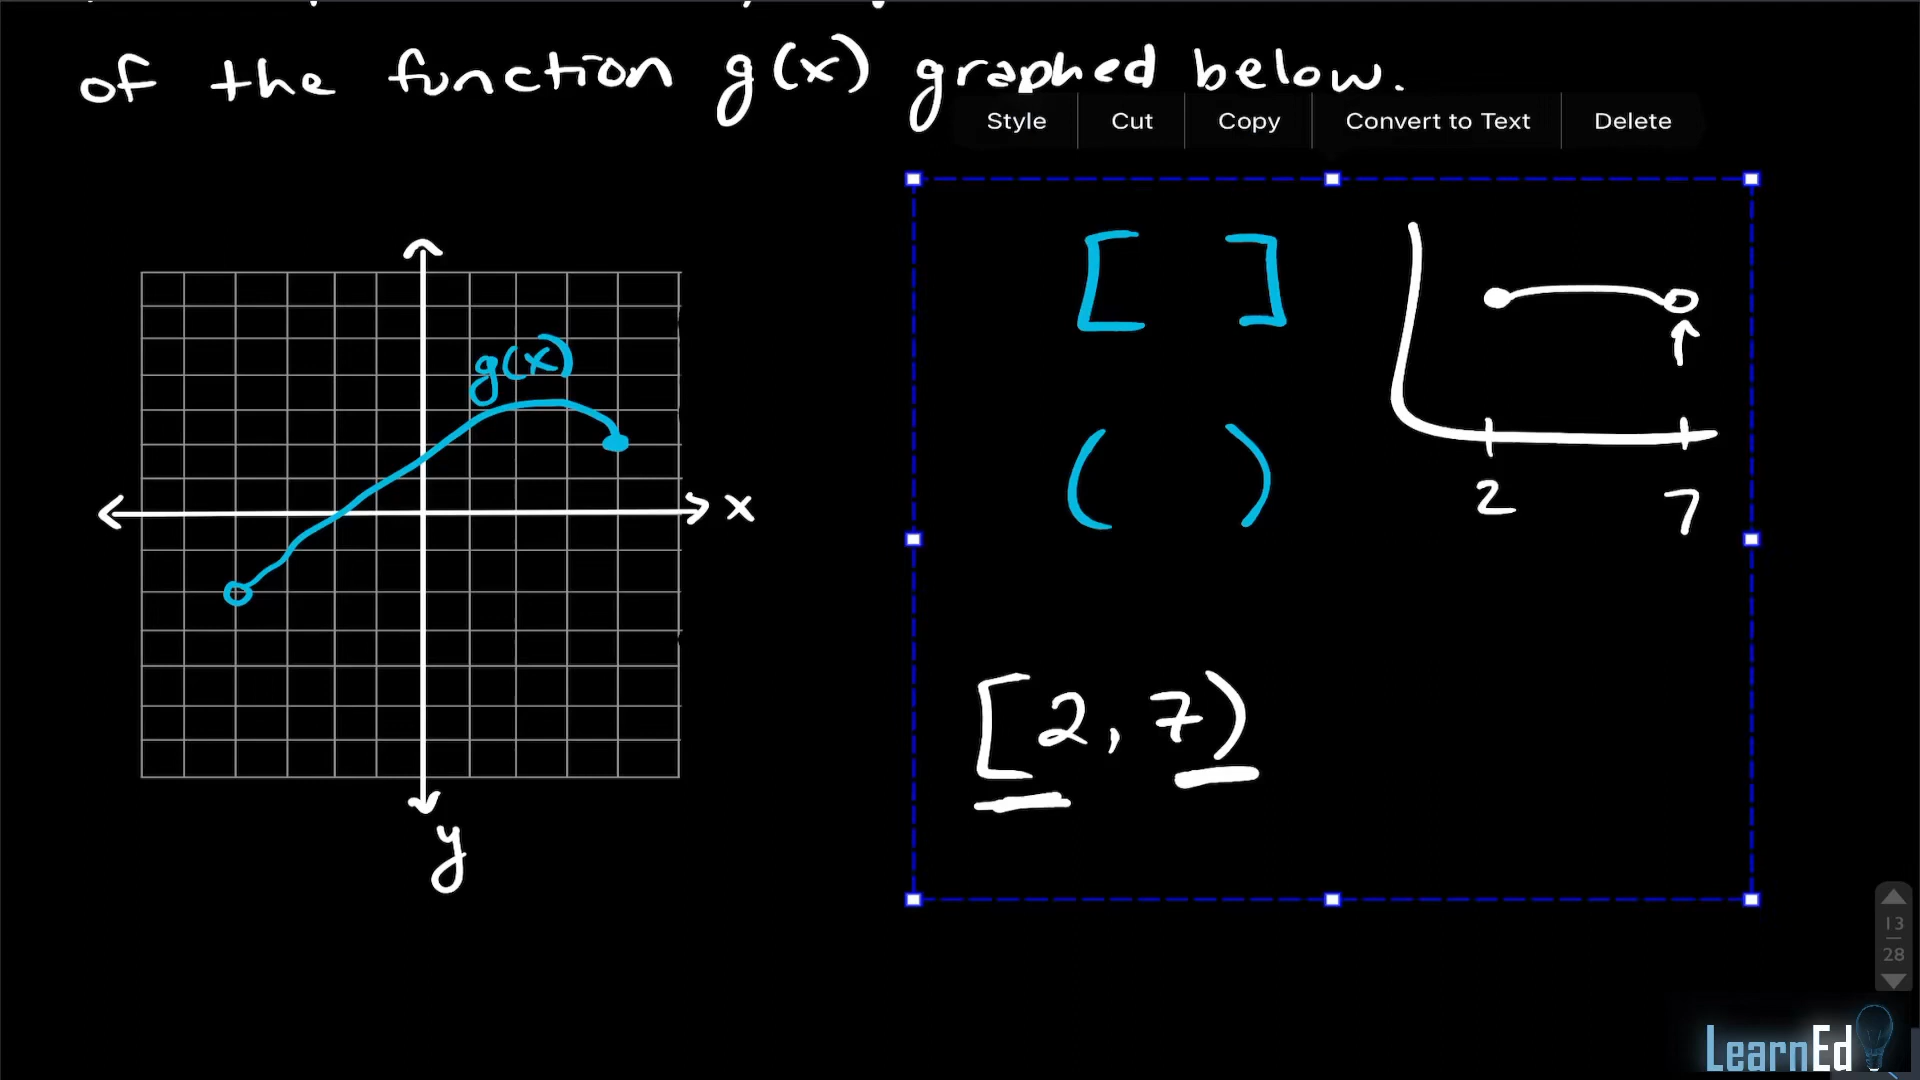 of the function g(x) graphed below.
Style Cut Copy Convert to Text Delete
[ ]
g(x)
( )
x
2 7
[2, 7)
y
13
28
LearnEd